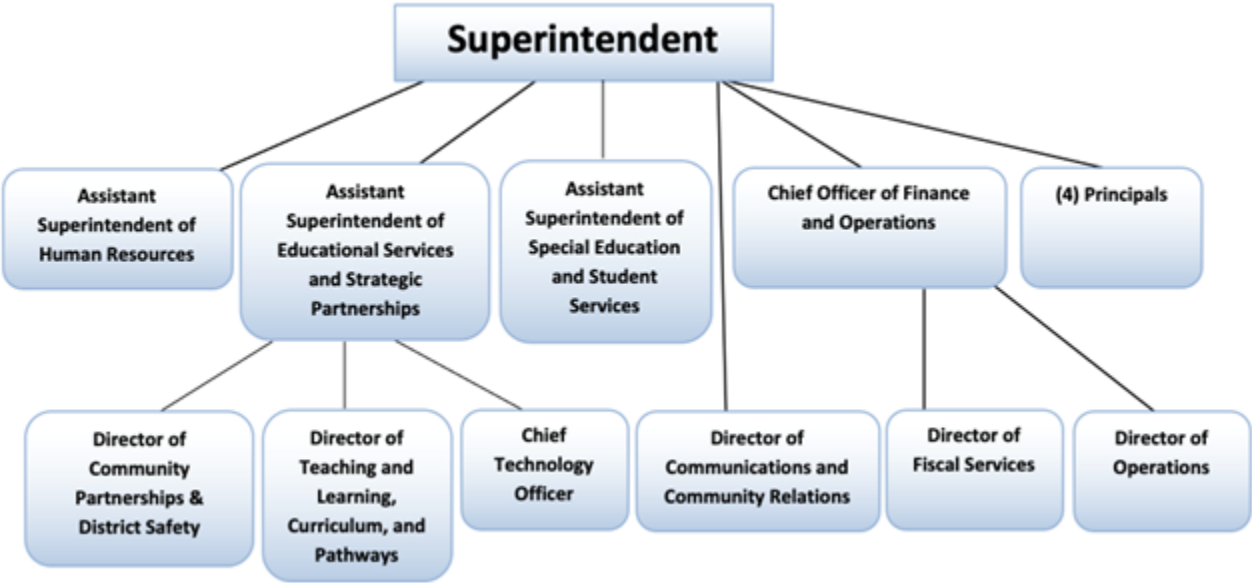 Superintendent
Assistant
Superintendent of
Human Resources
Assistant
Superintendent of
Educational Services
and Strategic
Partnerships
Assistant
Superintendent of
Special Education
and Student
Services
Chief Officer of Finance
and Operations
(4) Principals
Director of
Community
Partnerships &
District Safety
Director of
Teaching and
Learning,
Curriculum, and
Pathways
Chief
Technology
Officer
Director of
Communications and
Community Relations
Director of
Fiscal Services
Director of
Operations